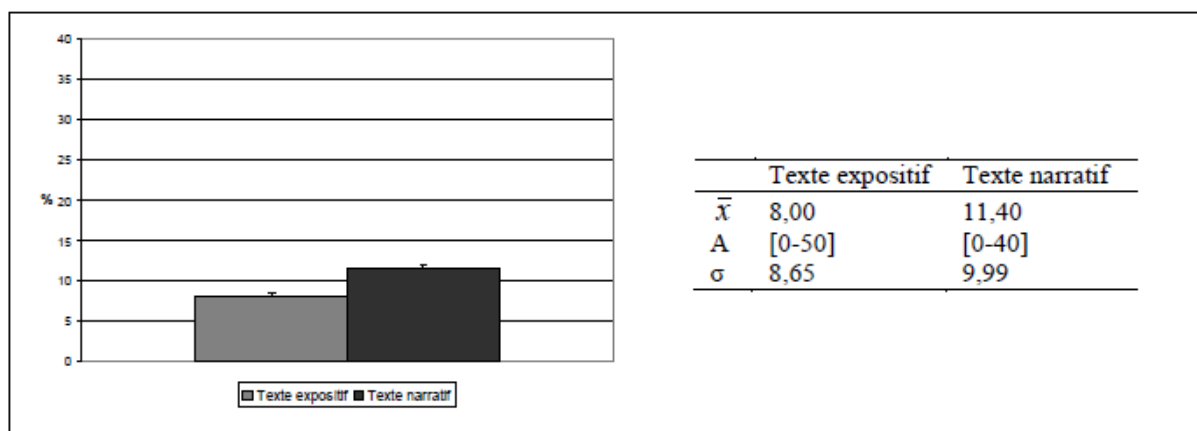 40
35
30
25
% 20
15
10
5
0
Texte expositif Texte narratif
Texte expositif Texte narratif
x̅ 8,00 11,40
A [0-50] [0-40]
σ 8,65 9,99